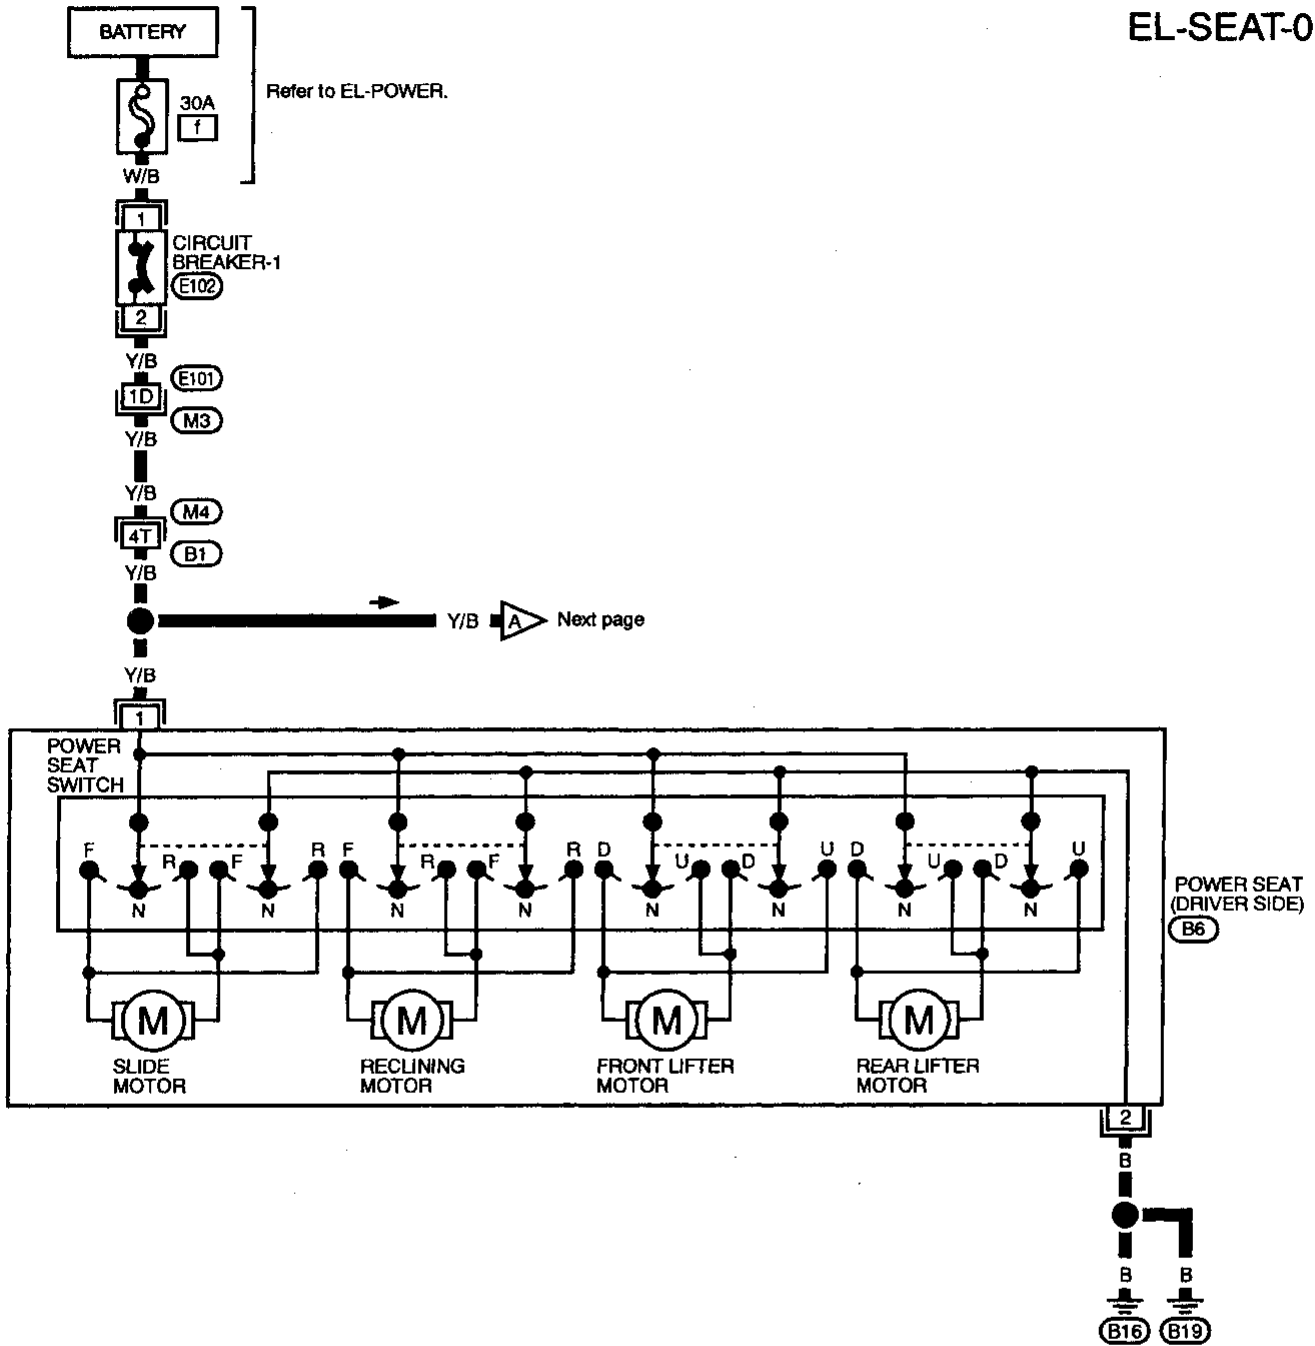 EL-SEAT-0
BATTERY
30A
f
Refer to EL-POWER.
W/B
1
CIRCUIT
BREAKER-1
E102
2
Y/B
E101
1D
M3
Y/B
Y/B
M4
4T
B1
Y/B
Y/B
A
Next page
Y/B
1
POWER
SEAT
SWITCH
F R F R F R F R D U D U D U D U
N N N N N N N N
POWER SEAT
(DRIVER SIDE)
B6
M M M M
SLIDE
MOTOR
RECLINING
MOTOR
FRONT LIFTER
MOTOR
REAR LIFTER
MOTOR
2
B
B B
B16 B19